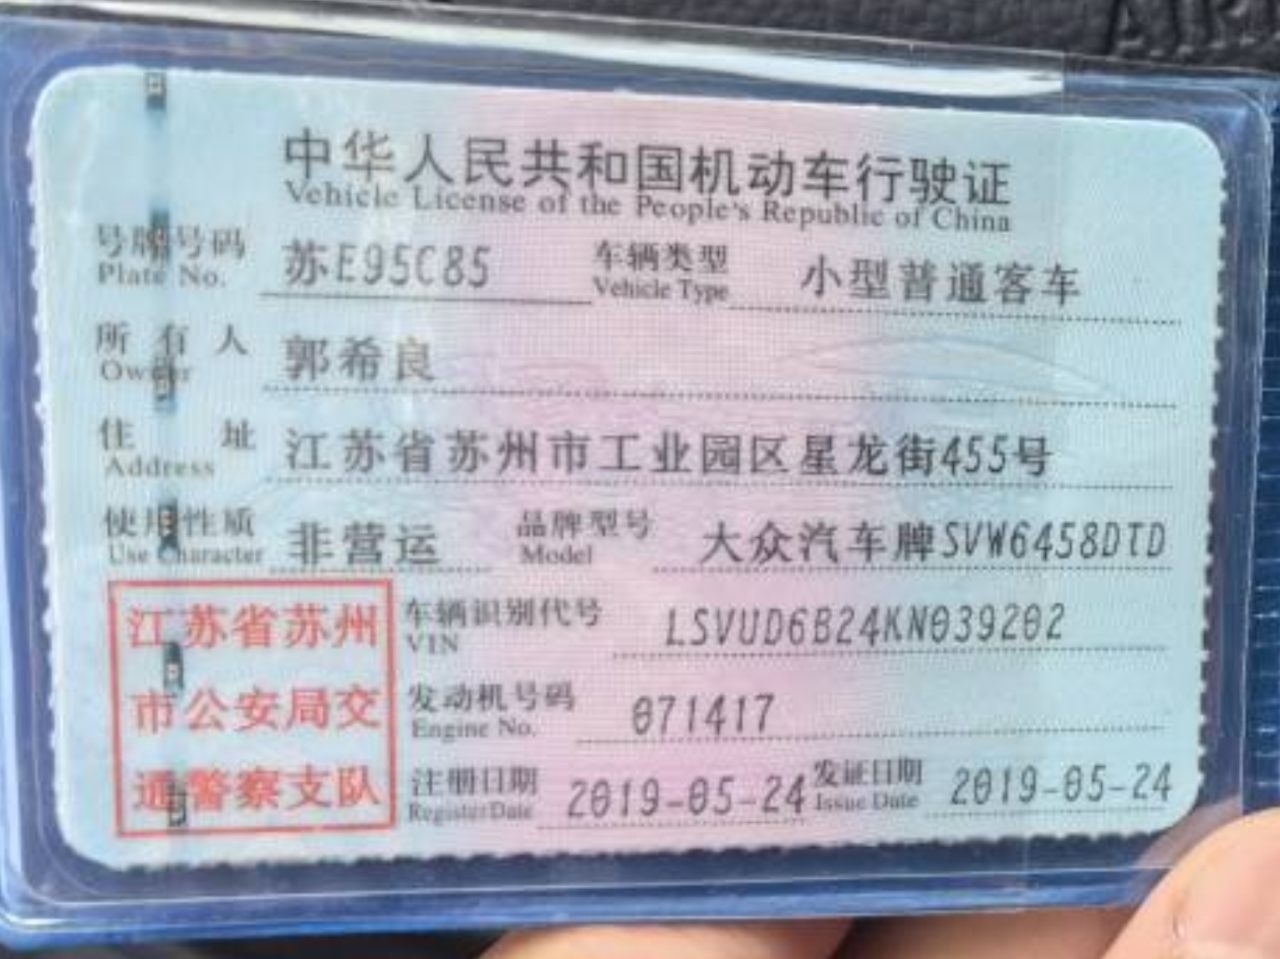 中华人民共和国机动车行驶证
Vehicle License of the People's Republic of China
号牌号码 苏E95C85 车辆类型 小型普通客车
Plate No. Vehicle Type
所有人 郭希良
Owner
住址 江苏省苏州市工业园区星龙街455号
Address
使用性质 非营运 品牌型号 大众汽车牌SVW6458DTD
Use Character Model
江苏省苏州
市公安局交
通警察支队
车辆识别代号 LSVUD6B24KN039202
VIN
发动机号码 071417
Engine No.
注册日期 2019-05-24 发证日期 2019-05-24
Register Date Issue Date